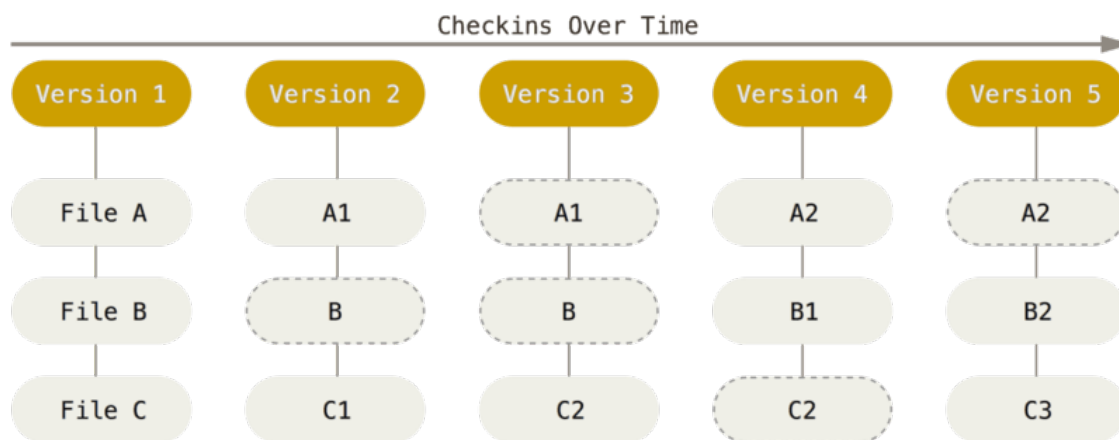 Checkins Over Time
Version 1 Version 2 Version 3 Version 4 Version 5
File A A1 A1 A2 A2
File B B B B1 B2
File C C1 C2 C2 C3